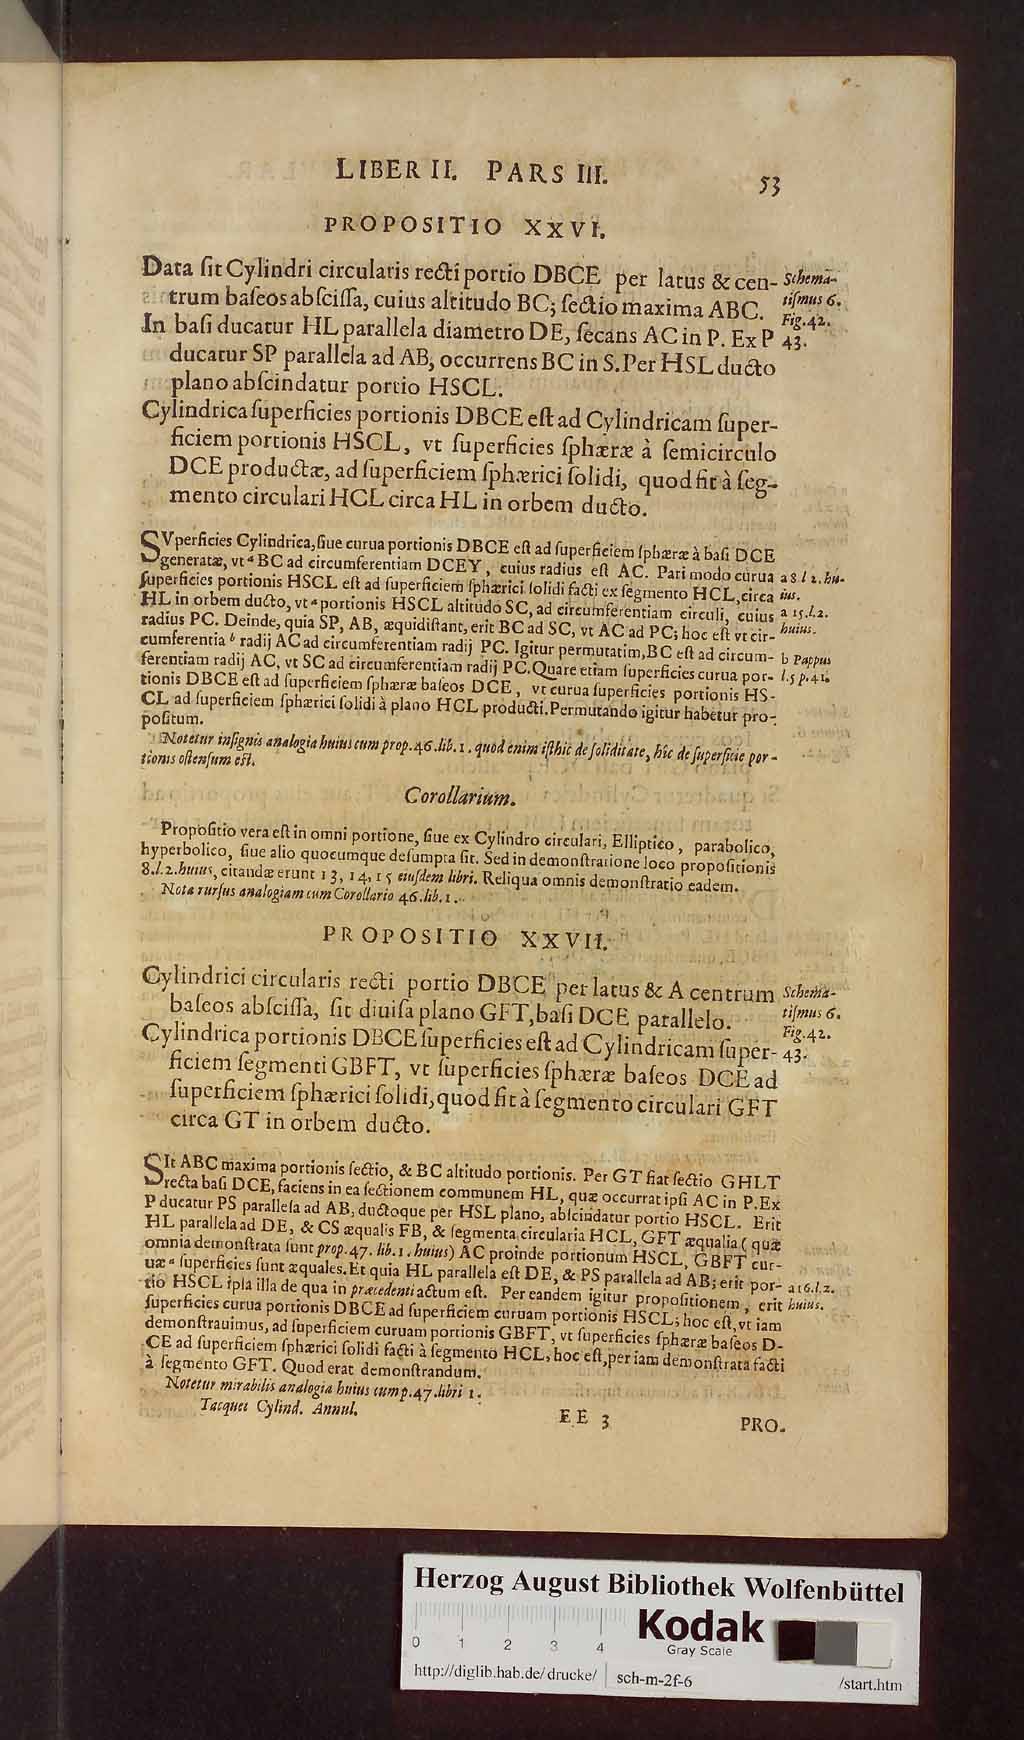 LIBER II. PARS III.
53
PROPOSITIO XXVI.
Data ſit Cylindri circularis recti portio DBCE per latus & cen-
trum baſeos abſciſſa, cuius altitudo BC; ſectio maxima ABC.
In baſi ducatur HL parallela diametro DE, ſecans AC in P. Ex P
ducatur SP parallela ad AB, occurrens BC in S. Per HSL ducto
plano abſcindatur portio HSCL.
Schema-
tiſmus 6.
Fig. 42.
43.
Cylindrica ſuperficies portionis DBCE eſt ad Cylindricam ſuper-
ficiem portionis HSCL, vt ſuperficies ſphæræ à ſemicirculo
DCE productæ, ad ſuperficiem ſphærici ſolidi, quod fit à ſeg-
mento circulari HCL circa HL in orbem ducto.
SVperficies Cylindrica, ſiue curua portionis DBCE eſt ad ſuperficiem ſphæræ à baſi DCE
generatæ, vt a BC ad circumferentiam DCEY, cuius radius eſt AC. Pari modo curua
ſuperficies portionis HSCL eſt ad ſuperficiem ſphærici ſolidi facti ex ſegmento HCL, circa
HL in orbem ducto, vt a portionis HSCL altitudo SC, ad circumferentiam circuli, cuius
radius PC. Deinde, quia SP, AB, æquidiſtant, erit BC ad SC, vt AC ad PC; hoc eſt vt cir-
cumferentia b radij AC ad circumferentiam radij PC. Igitur permutatim, BC eſt ad circum-
ferentiam radij AC, vt SC ad circumferentiam radij PC. Quare etiam ſuperficies curua por-
tionis DBCE eſt ad ſuperficiem ſphæræ baſeos DCE, vt curua ſuperficies portionis HS-
CL ad ſuperficiem ſphærici ſolidi à plano HCL producti. Permutando igitur habetur pro-
poſitum.
a 8 l 2. hu-
ius.
a 15. l. 2.
huius.
b Pappus
l. 5 p. 41.
Notetur inſignis analogia huius cum prop. 46. lib. 1. quod enim iſthic de ſoliditate, hîc de ſuperficie por-
tionis oſtenſum eſt.
Corollarium.
Propoſitio vera eſt in omni portione, ſiue ex Cylindro circulari, Elliptico, parabolico,
hyperbolico, ſiue alio quocumque deſumpta ſit. Sed in demonſtratione loco propoſitionis
8. l. 2. huius, citandæ erunt 13, 14, 15 eiuſdem libri. Reliqua omnis demonſtratio eadem.
Nota rurſus analogiam cum Corollario 46. lib. 1.
PROPOSITIO XXVII.
Cylindrici circularis recti portio DBCE per latus & A centrum
baſeos abſciſſa, ſit diuiſa plano GFT, baſi DCE parallelo.
Cylindrica portionis DBCE ſuperficies eſt ad Cylindricam ſuper-
ficiem ſegmenti GBFT, vt ſuperficies ſphæræ baſeos DCE ad
ſuperficiem ſphærici ſolidi, quod fit à ſegmento circulari GFT
circa GT in orbem ducto.
Schema-
tiſmus 6.
Fig. 42.
43.
SIt ABC maxima portionis ſectio, & BC altitudo portionis. Per GT fiat ſectio GHLT
recta baſi DCE, faciens in ea ſectionem communem HL, quæ occurrat ipſi AC in P. Ex
P ducatur PS parallela ad AB, ductoque per HSL plano, abſcindatur portio HSCL. Erit
HL parallela ad DE, & CS æqualis FB, & ſegmenta circularia HCL, GFT æqualia (quæ
omnia demonſtrata ſunt prop. 47. lib. 1. huius) AC proinde portionum HSCL, GBFT cur-
uæ a ſuperficies ſunt æquales. Et quia HL parallela eſt DE, & PS parallela ad AB; erit por-
tio HSCL ipſa illa de qua in præcedenti actum eſt. Per eandem igitur propoſitionem, erit
ſuperficies curua portionis DBCE ad ſuperficiem curuam portionis HSCL; hoc eſt, vt iam
demonſtrauimus, ad ſuperficiem curuam portionis GBFT, vt ſuperficies ſphæræ baſeos D-
CE ad ſuperficiem ſphærici ſolidi facti à ſegmento HCL, hoc eſt, per iam demonſtrata facti
à ſegmento GFT. Quod erat demonſtrandum.
a 16. l. 2.
huius.
Notetur mirabilis analogia huius cum p. 47. libri 1.
Tacquet Cylind. Annul.
EE 3
PRO-
Herzog August Bibliothek Wolfenbüttel
0 1 2 3 4
Kodak
Gray Scale
http://diglib.hab.de/drucke/
sch-m-2f-6
/start.htm